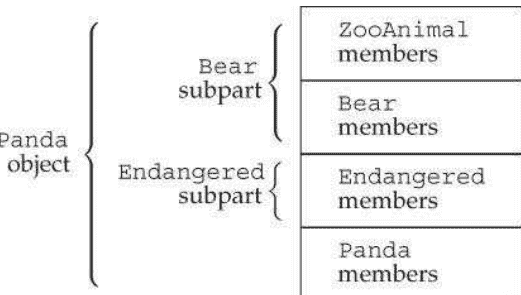 Panda
object
Bear
subpart
Endangered
subpart
ZooAnimal
members
Bear
members
Endangered
members
Panda
members